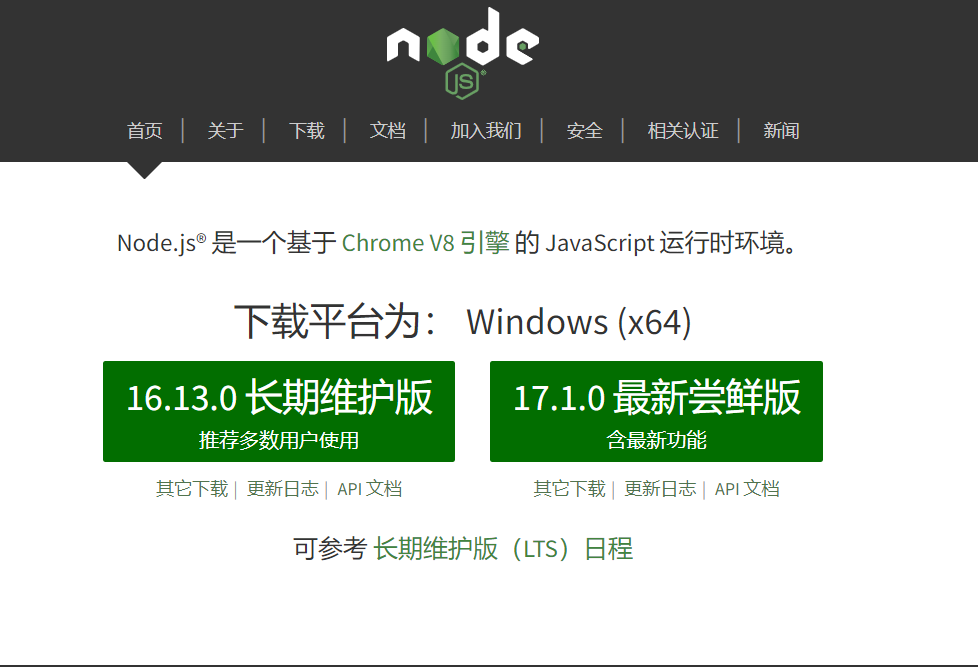 node
JS®
首页 | 关于 | 下载 | 文档 | 加入我们 | 安全 | 相关认证 | 新闻
Node.js® 是一个基于 Chrome V8 引擎 的 JavaScript 运行时环境。
下载平台为： Windows (x64)
16.13.0 长期维护版
推荐多数用户使用
其它下载 | 更新日志 | API 文档
17.1.0 最新尝鲜版
含最新功能
其它下载 | 更新日志 | API 文档
可参考 长期维护版（LTS）日程